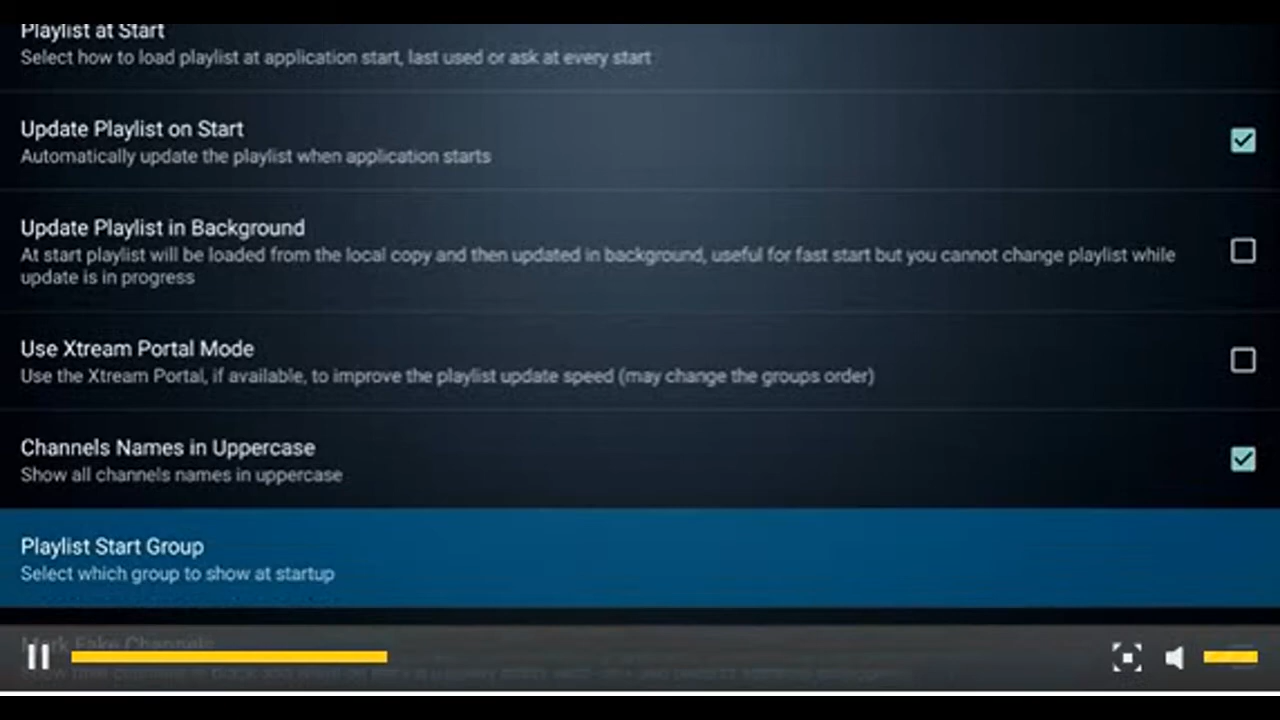 Playlist at Start
Select how to load playlist at application start, last used or ask at every start
Update Playlist on Start
Automatically update the playlist when application starts
Update Playlist in Background
At start playlist will be loaded from the local copy and then updated in background, useful for fast start but you cannot change playlist while
update is in progress
Use Xtream Portal Mode
Use the Xtream Portal, if available, to improve the playlist update speed (may change the groups order)
Channels Names in Uppercase
Show all channels names in uppercase
Playlist Start Group
Select which group to show at startup
Mark Fake Channels